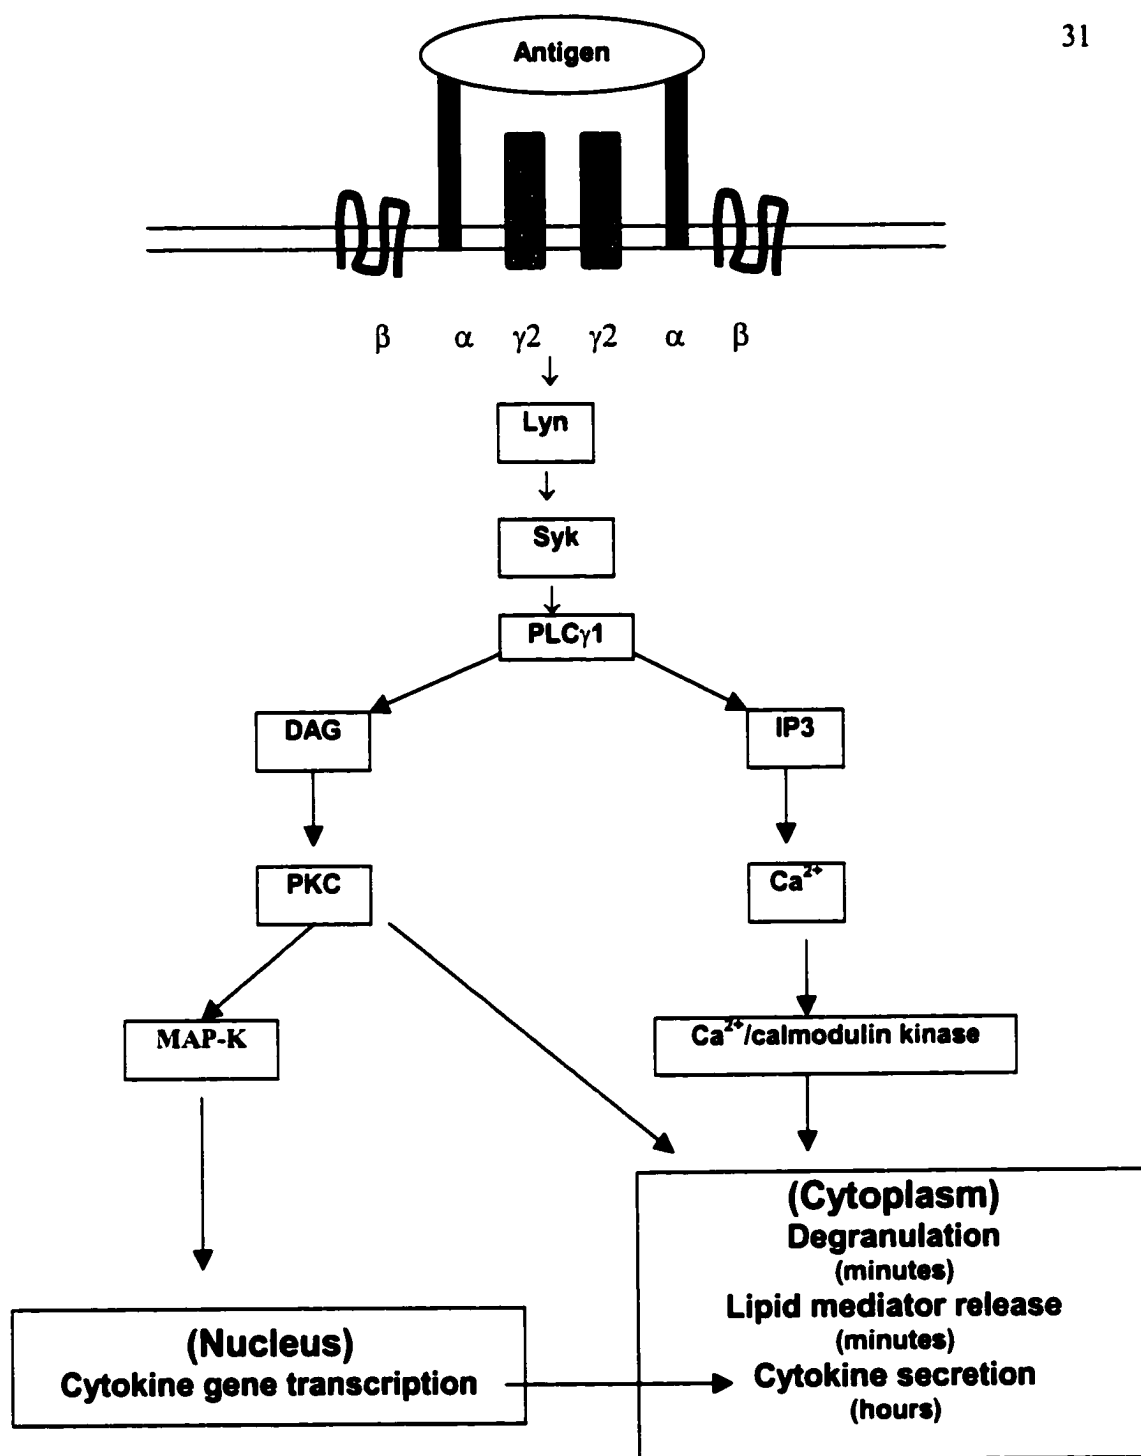 31
Antigen
β α γ2 γ2 α β
Lyn
Syk
PLCγ1
DAG
IP3
PKC
Ca²⁺
MAP-K
Ca²⁺/calmodulin kinase
(Cytoplasm)
Degranulation
(minutes)
Lipid mediator release
(minutes)
Cytokine secretion
(hours)
(Nucleus)
Cytokine gene transcription